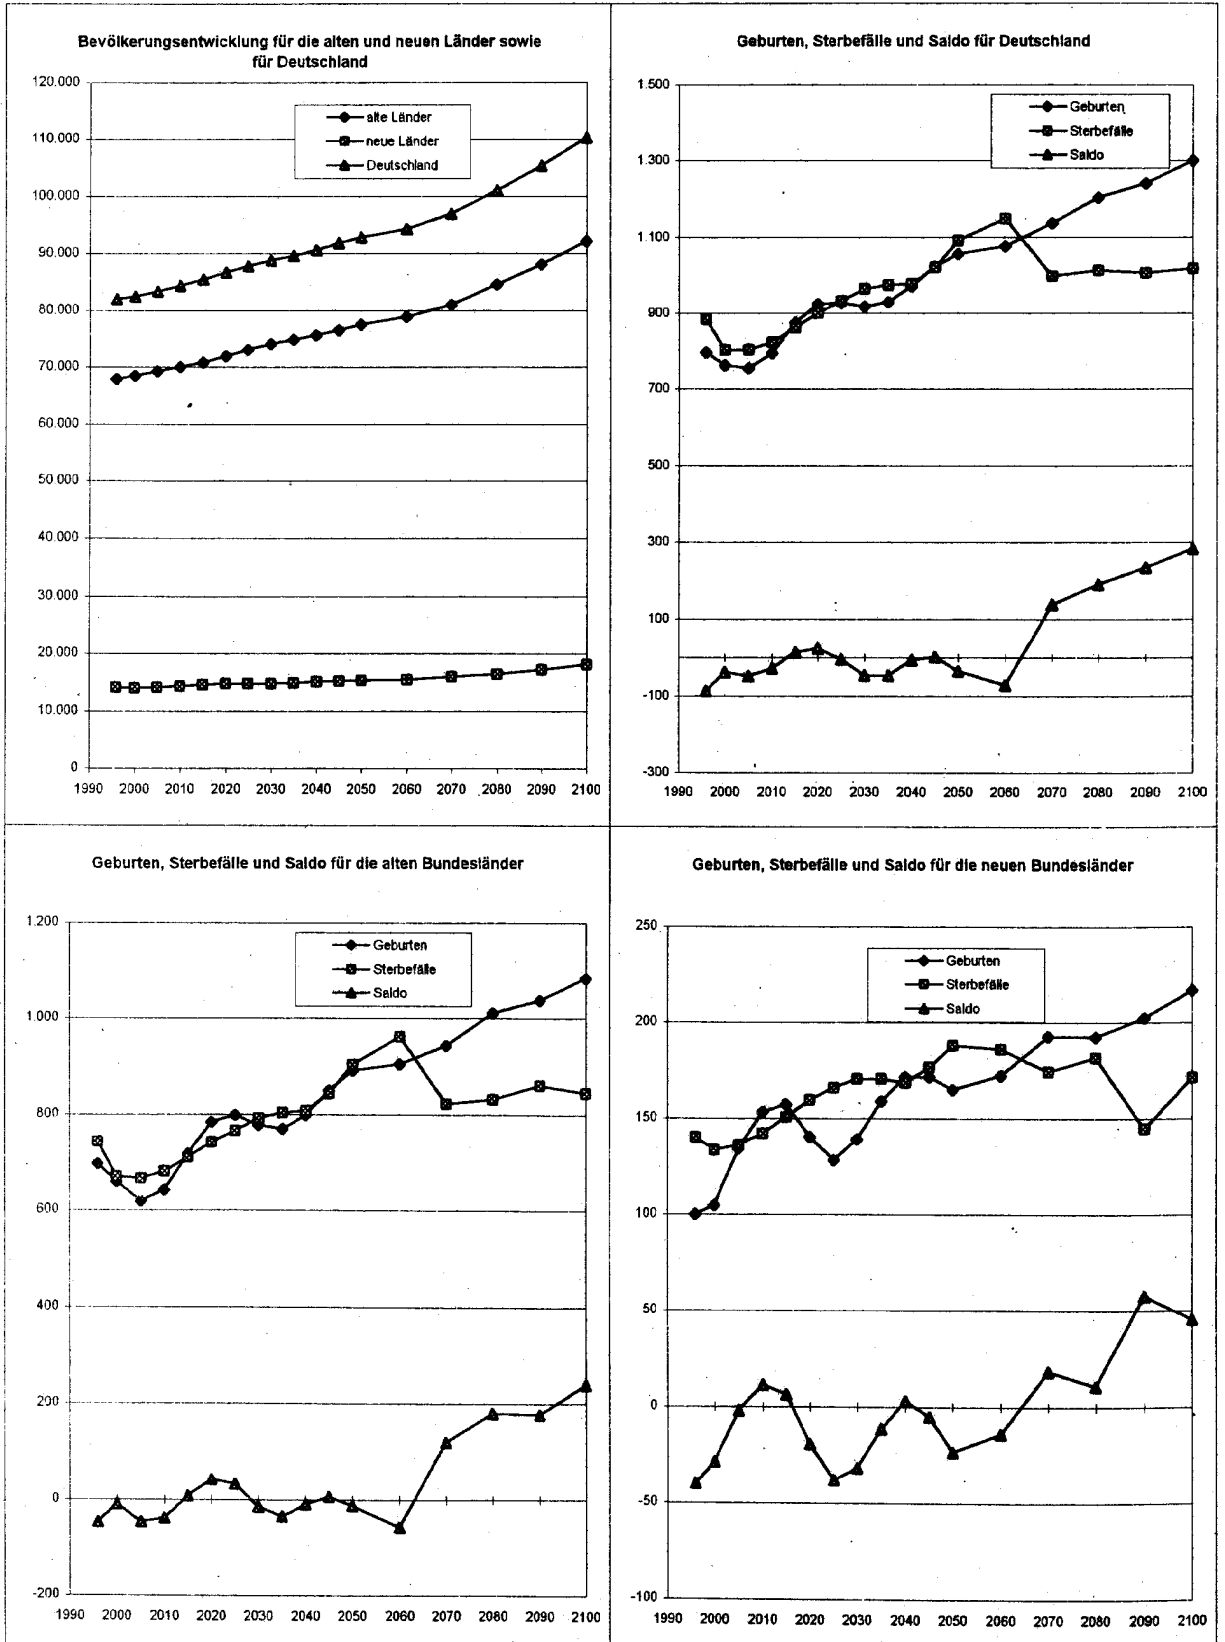 Bevölkerungsentwicklung für die alten und neuen Länder sowie
für Deutschland
120.000
110.000
100.000
90.000
80.000
70.000
60.000
50.000
40.000
30.000
20.000
10.000
0
alte Länder
neue Länder
Deutschland
1990 2000 2010 2020 2030 2040 2050 2060 2070 2080 2090 2100
Geburten, Sterbefälle und Saldo für Deutschland
1.500
1.300
1.100
900
700
500
300
100
-100
-300
Geburten
Sterbefälle
Saldo
1990 2000 2010 2020 2030 2040 2050 2060 2070 2080 2090 2100
Geburten, Sterbefälle und Saldo für die alten Bundesländer
1.200
1.000
800
600
400
200
0
-200
Geburten
Sterbefälle
Saldo
1990 2000 2010 2020 2030 2040 2050 2060 2070 2080 2090 2100
Geburten, Sterbefälle und Saldo für die neuen Bundesländer
250
200
150
100
50
0
-50
-100
Geburten
Sterbefälle
Saldo
1990 2000 2010 2020 2030 2040 2050 2060 2070 2080 2090 2100